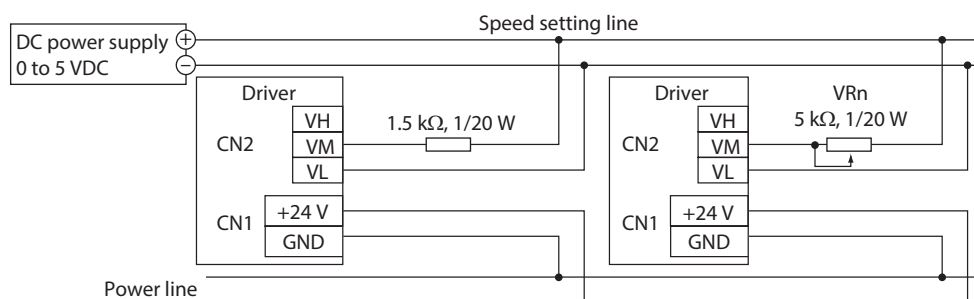 Speed setting line
DC power supply
0 to 5 VDC
+
−
Driver
CN2
VH
VM
VL
1.5 kΩ, 1/20 W
CN1
+24 V
GND
Driver
CN2
VH
VM
VL
VRn
5 kΩ, 1/20 W
CN1
+24 V
GND
Power line